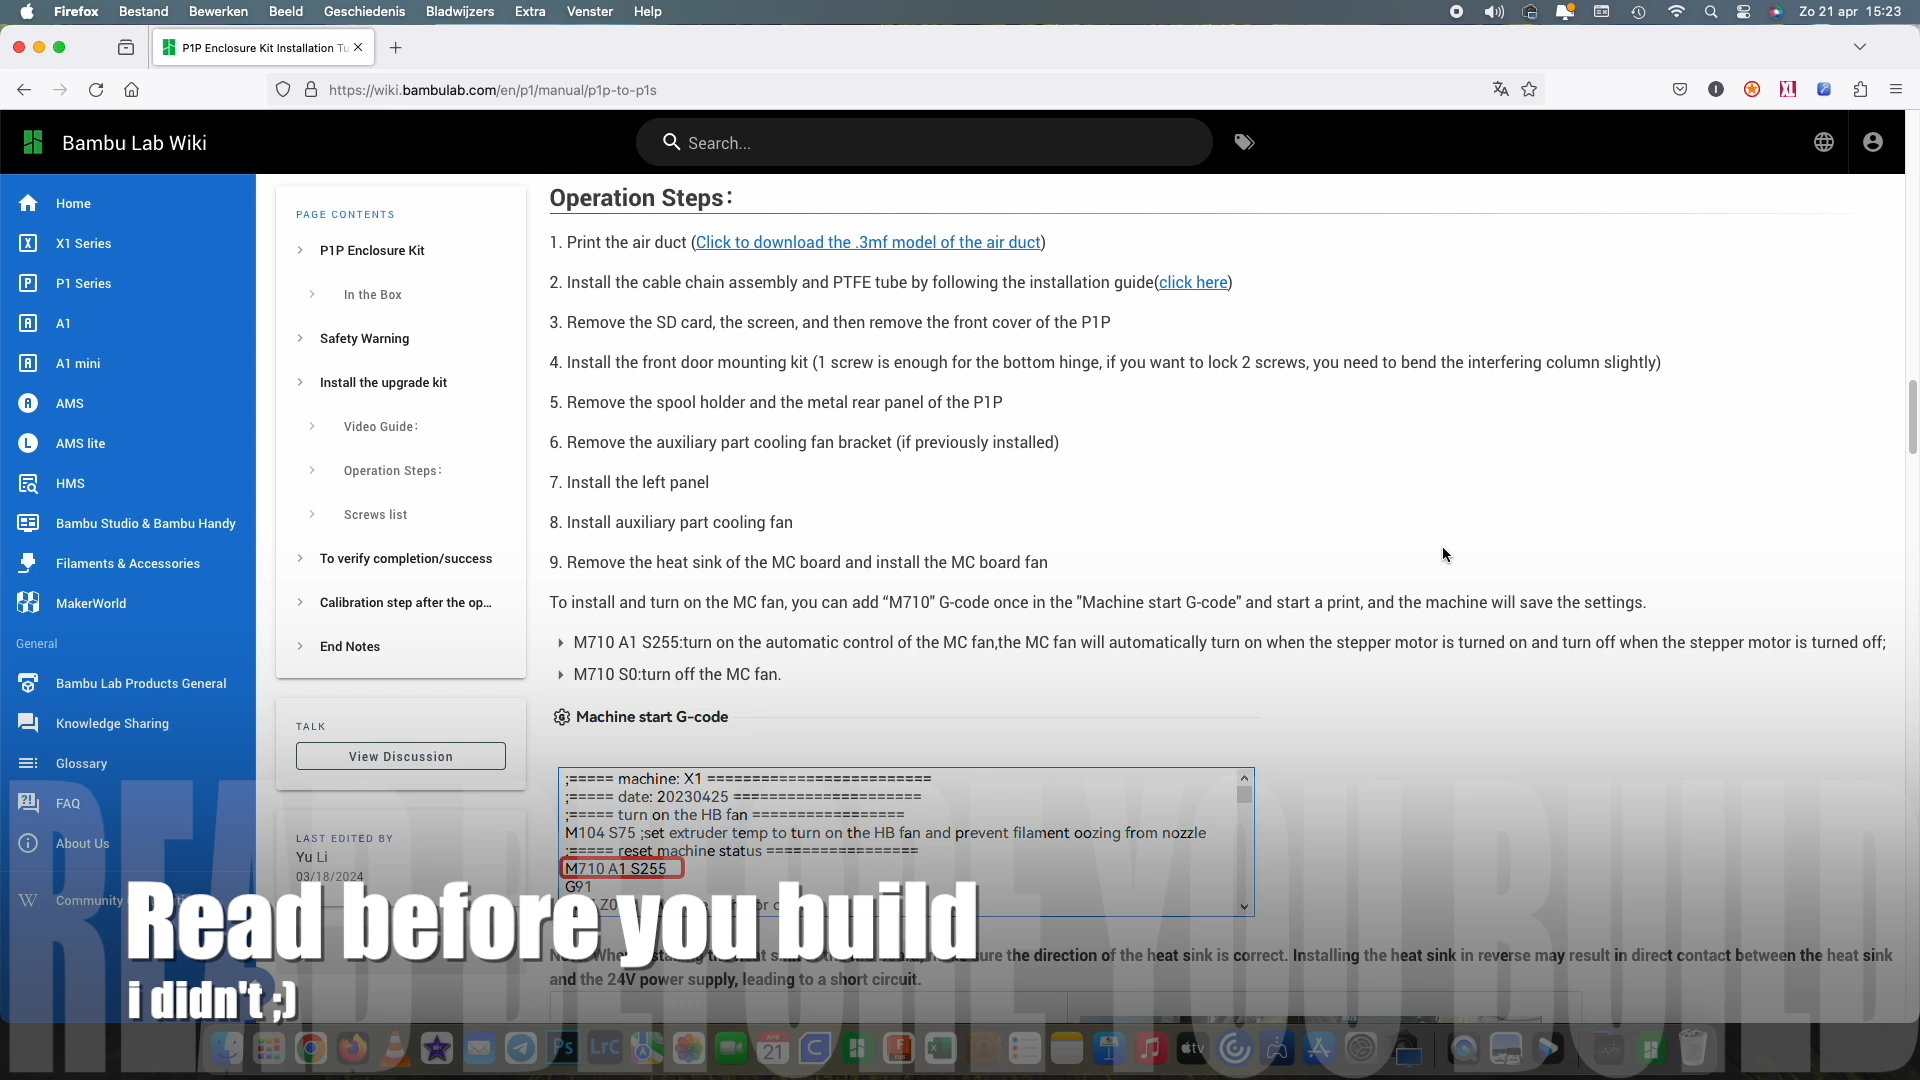 Firefox Bestand Bewerken Beeld Geschiedenis Bladwijzers Extra Venster Help Zo 21 apr 15:23
P1P Enclosure Kit Installation Tu
https://wiki.bambulab.com/en/p1/manual/p1p-to-p1s
Bambu Lab Wiki
Search...
Home
X1 Series
P1 Series
A1
A1 mini
AMS
AMS lite
HMS
Bambu Studio & Bambu Handy
Filaments & Accessories
MakerWorld
General
Bambu Lab Products General
Knowledge Sharing
Glossary
FAQ
About Us
Community
PAGE CONTENTS
P1P Enclosure Kit
In the Box
Safety Warning
Install the upgrade kit
Video Guide:
Operation Steps:
Screws list
To verify completion/success
Calibration step after the op...
End Notes
TALK
View Discussion
LAST EDITED BY
Yu Li
03/18/2024
Operation Steps:
1. Print the air duct (Click to download the .3mf model of the air duct)
2. Install the cable chain assembly and PTFE tube by following the installation guide(click here)
3. Remove the SD card, the screen, and then remove the front cover of the P1P
4. Install the front door mounting kit (1 screw is enough for the bottom hinge, if you want to lock 2 screws, you need to bend the interfering column slightly)
5. Remove the spool holder and the metal rear panel of the P1P
6. Remove the auxiliary part cooling fan bracket (if previously installed)
7. Install the left panel
8. Install auxiliary part cooling fan
9. Remove the heat sink of the MC board and install the MC board fan
To install and turn on the MC fan, you can add “M710" G-code once in the "Machine start G-code" and start a print, and the machine will save the settings.
M710 A1 S255:turn on the automatic control of the MC fan,the MC fan will automatically turn on when the stepper motor is turned on and turn off when the stepper motor is turned off;
M710 S0:turn off the MC fan.
Machine start G-code
;===== machine: X1 =========================
;===== date: 20230425 =====================
;===== turn on the HB fan =================
M104 S75 ;set extruder temp to turn on the HB fan and prevent filament oozing from nozzle
;===== reset machine status =================
M710 A1 S255
G91
sure the direction of the heat sink is correct. Installing the heat sink in reverse may result in direct contact between the heat sink
and the 24V power supply, leading to a short circuit.
READ BEFORE YOU BUILD
Read before you build
i didn't ;)